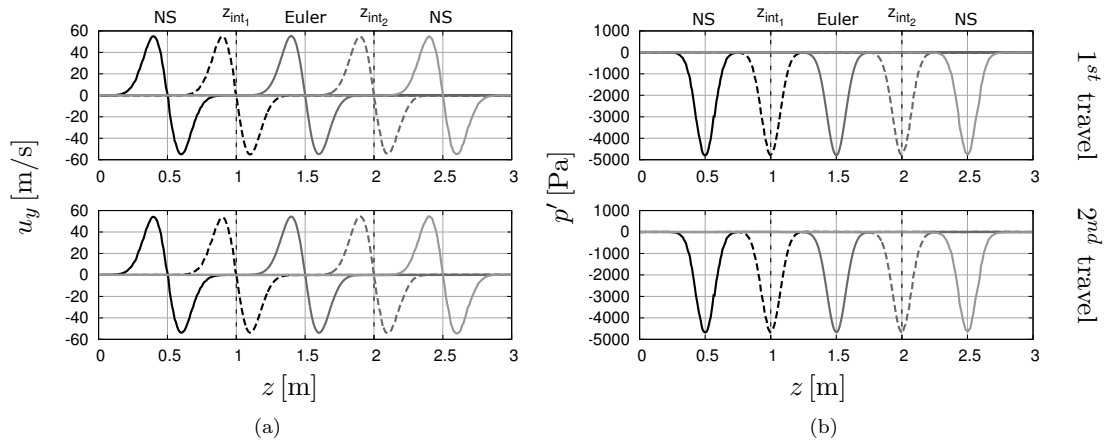 NS z_int₁ Euler z_int₂ NS
60
40
20
0
-20
-40
-60
0 0.5 1 1.5 2 2.5 3
60
40
20
0
-20
-40
-60
0 0.5 1 1.5 2 2.5 3
u_y [m/s]
z [m]
(a)
NS z_int₁ Euler z_int₂ NS
1000
0
-1000
-2000
-3000
-4000
-5000
0 0.5 1 1.5 2 2.5 3
1000
0
-1000
-2000
-3000
-4000
-5000
0 0.5 1 1.5 2 2.5 3
p′ [Pa]
z [m]
(b)
1st travel
2nd travel